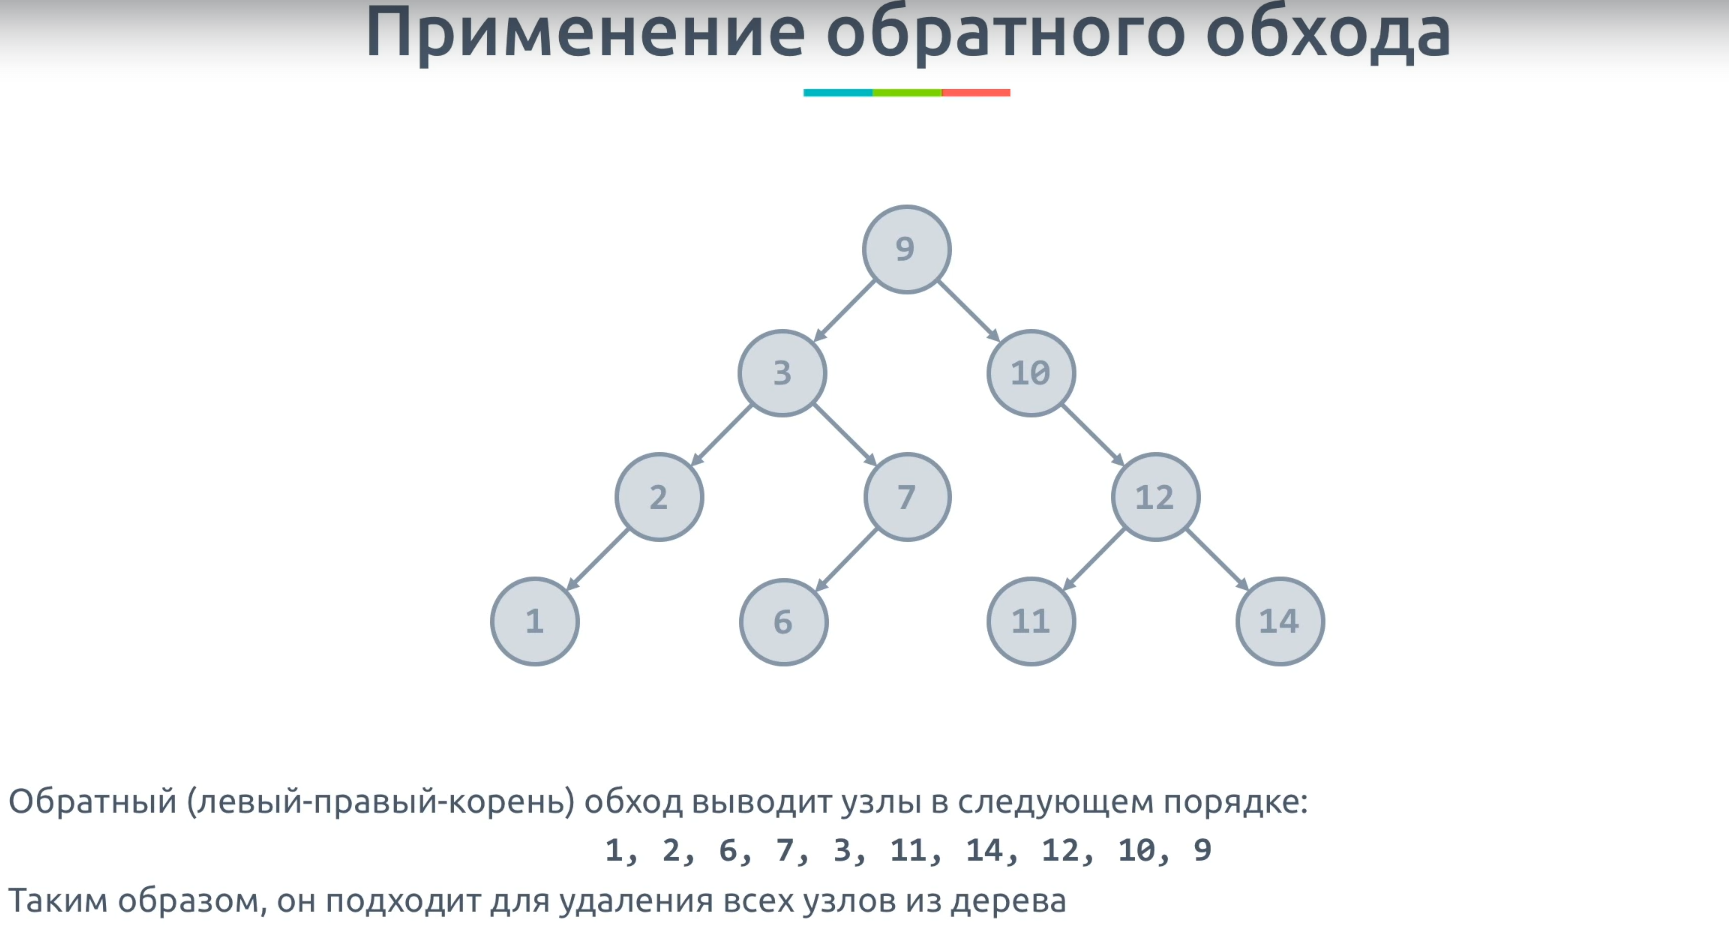 Применение обратного обхода
9
3
10
2
7
12
1
6
11
14
Обратный (левый-правый-корень) обход выводит узлы в следующем порядке:
1, 2, 6, 7, 3, 11, 14, 12, 10, 9
Таким образом, он подходит для удаления всех узлов из дерева